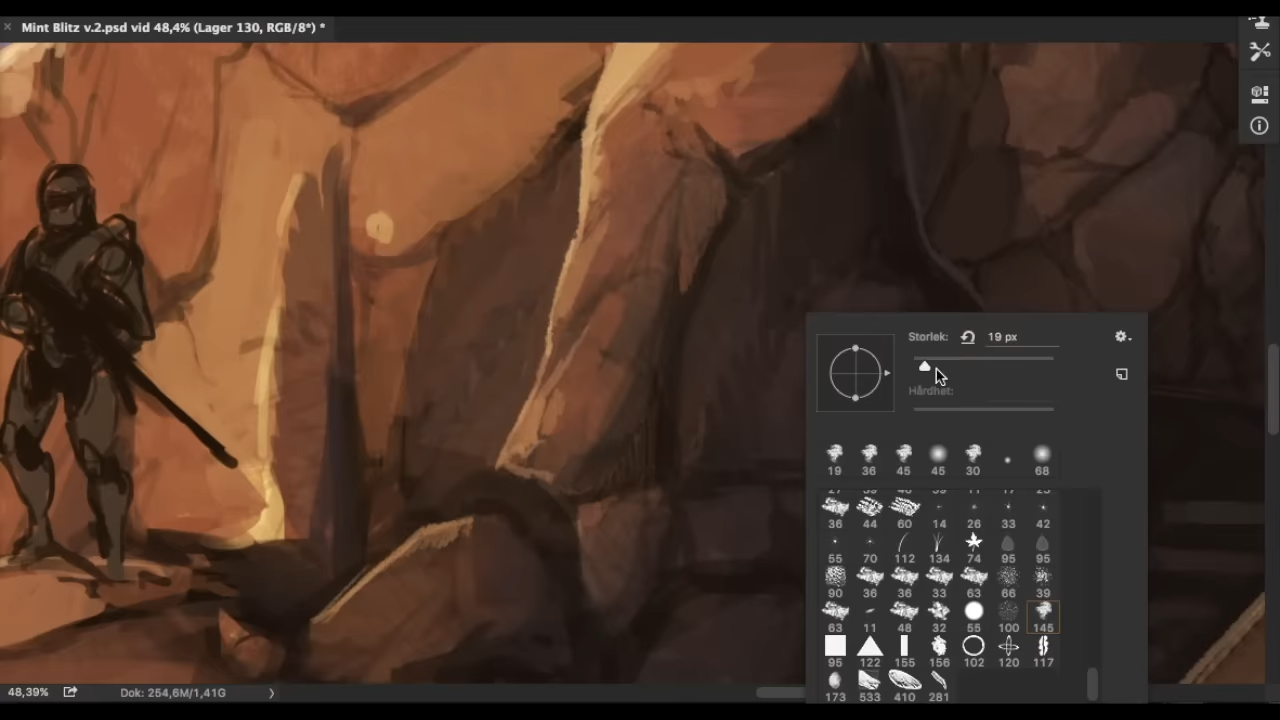 × Mint Blitz v.2.psd vid 48,4% (Lager 130, RGB/8*) *
Storlek: 19 px
Hårdhet:
19 36 45 45 30 68
36 44 60 14 26 33 42
55 70 112 134 74 95 95
90 36 36 33 63 66 39
63 11 48 32 55 100 145
95 122 155 156 102 120 117
173 533 410 281
48,39% Dok: 254,6M/1,41G